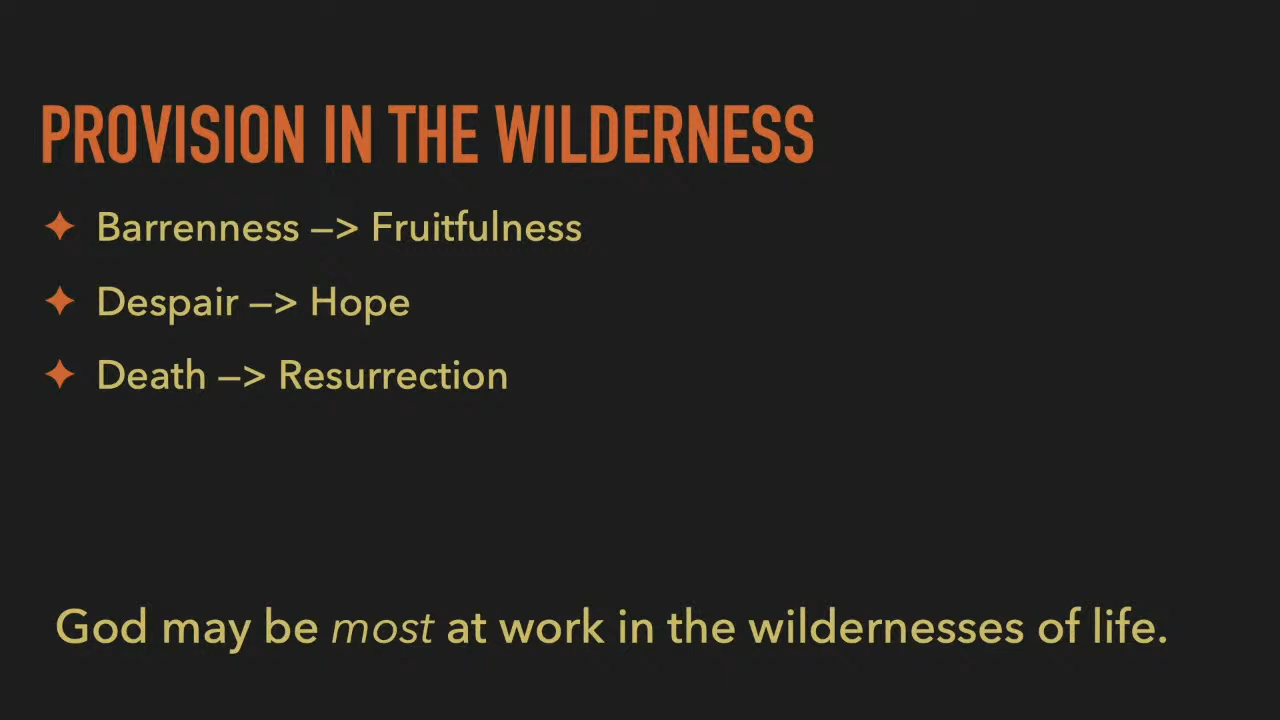 PROVISION IN THE WILDERNESS
✦ Barrenness —> Fruitfulness
✦ Despair —> Hope
✦ Death —> Resurrection
God may be most at work in the wildernesses of life.